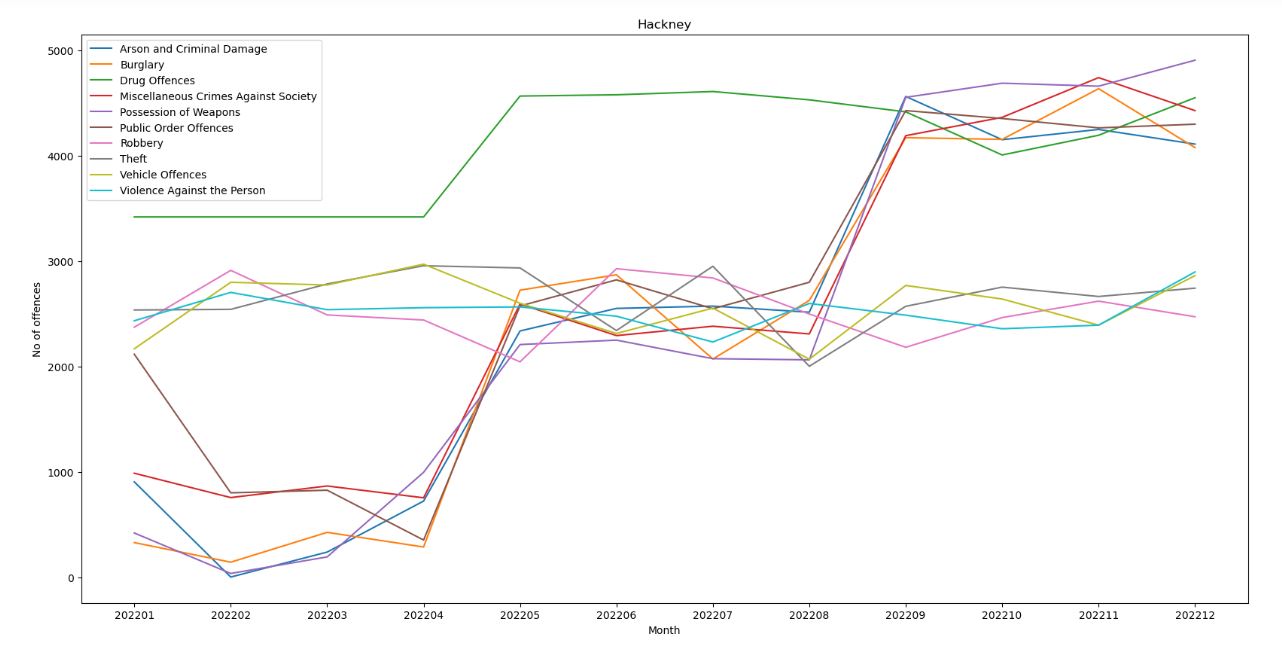 Hackney
Arson and Criminal Damage
Burglary
Drug Offences
Miscellaneous Crimes Against Society
Possession of Weapons
Public Order Offences
Robbery
Theft
Vehicle Offences
Violence Against the Person
No of offences
5000
4000
3000
2000
1000
0
202201 202202 202203 202204 202205 202206 202207 202208 202209 202210 202211 202212
Month